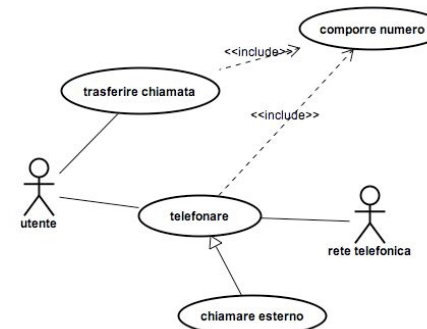 comporre numero
<<include>>
trasferire chiamata
<<include>>
utente
telefonare
rete telefonica
chiamare esterno